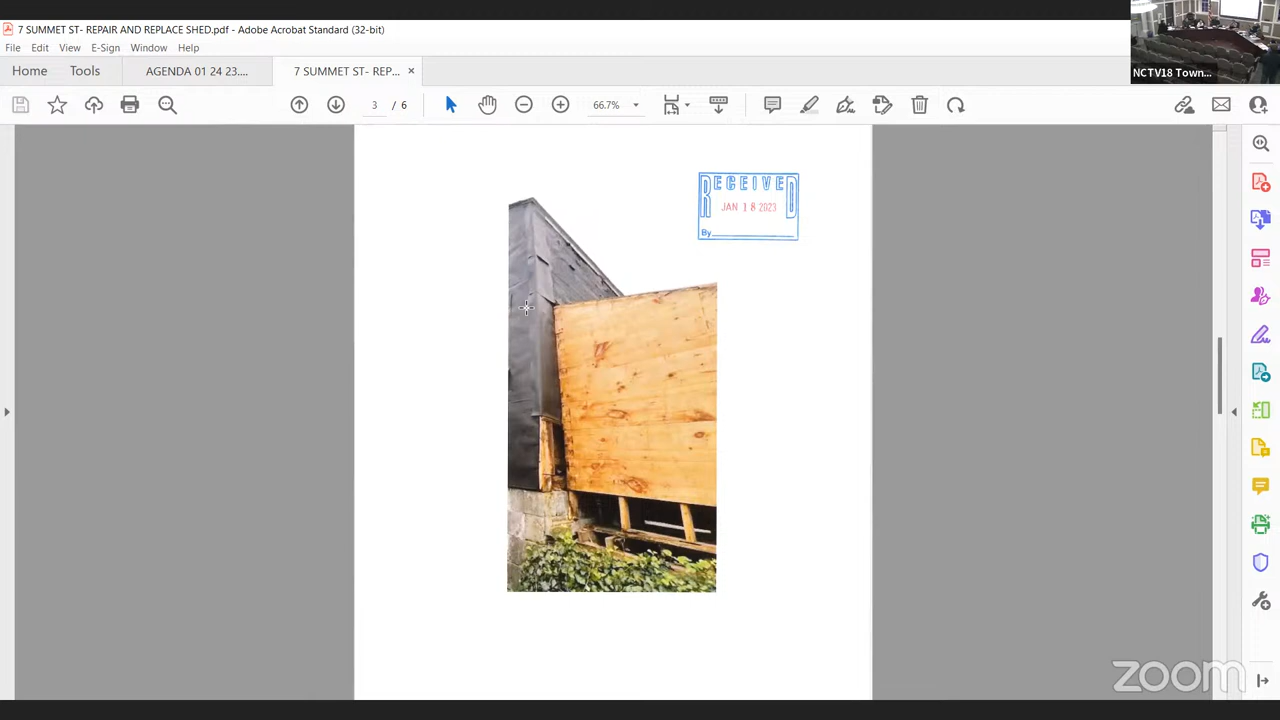 7 SUMMET ST- REPAIR AND REPLACE SHED.pdf - Adobe Acrobat Standard (32-bit)
File Edit View E-Sign Window Help
Home Tools AGENDA 01 24 23.... 7 SUMMET ST- REP... ×
3 / 6 66.7%
NCTV18 Town...
RECEIVED
JAN 18 2023
By
zoom